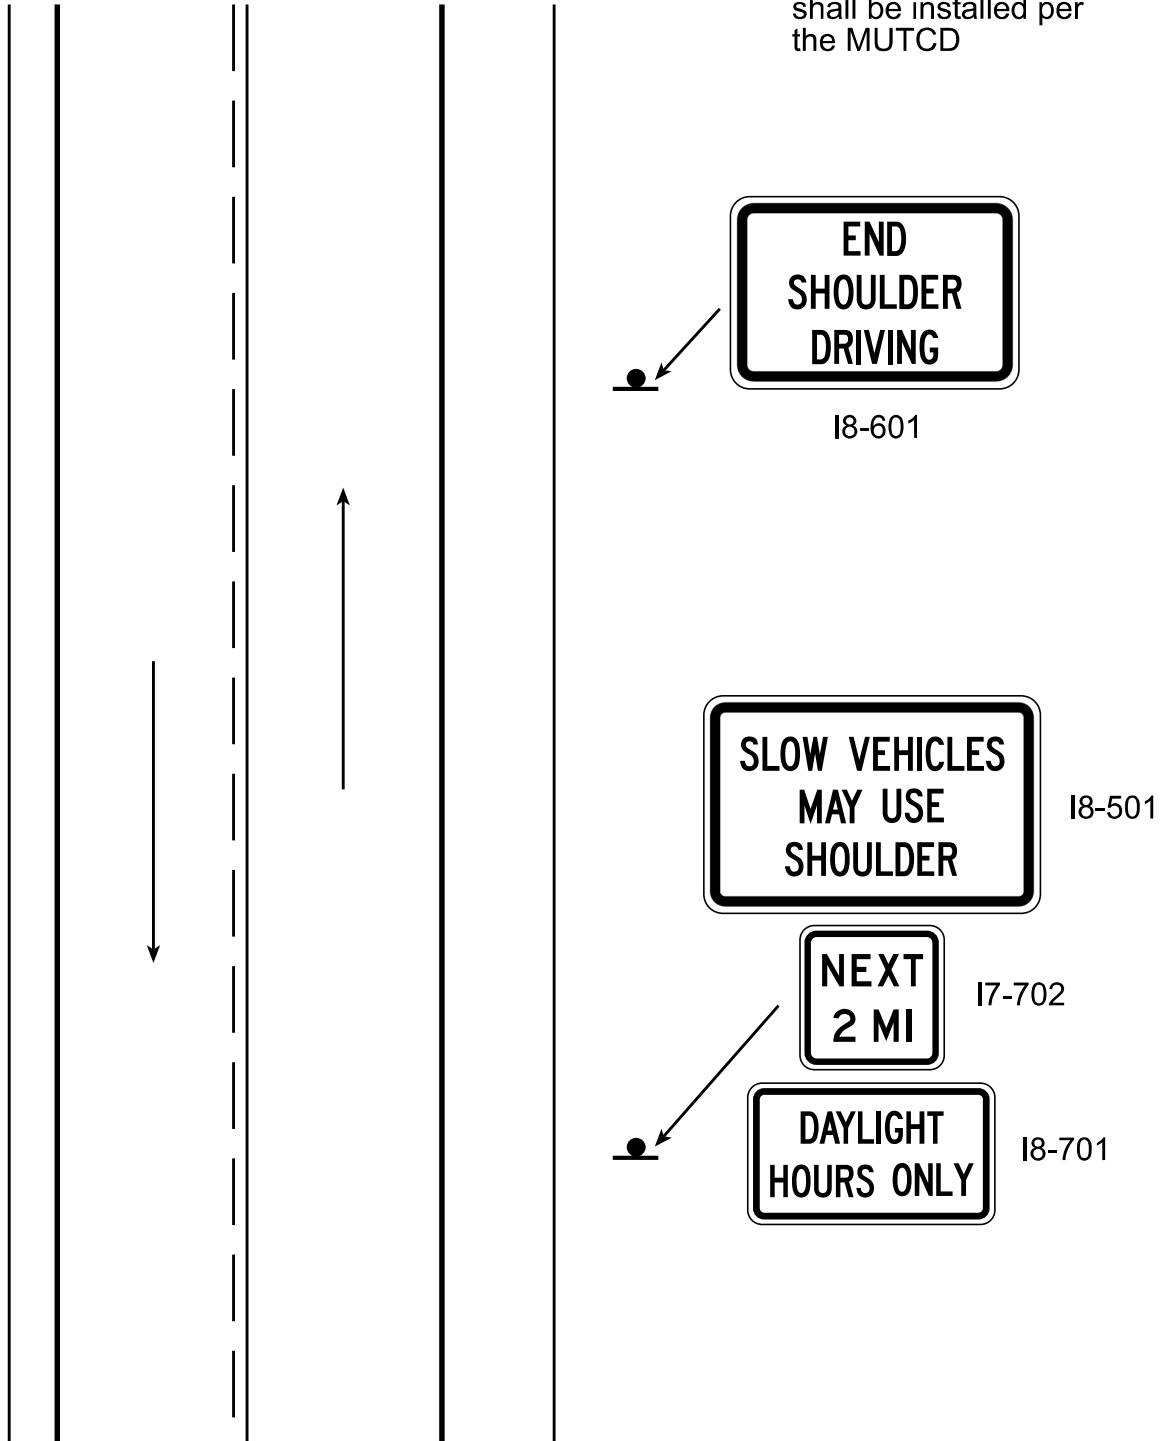 shall be installed per
the MUTCD
END
SHOULDER
DRIVING
I8-601
SLOW VEHICLES
MAY USE
SHOULDER
I8-501
NEXT
2 MI
I7-702
DAYLIGHT
HOURS ONLY
I8-701